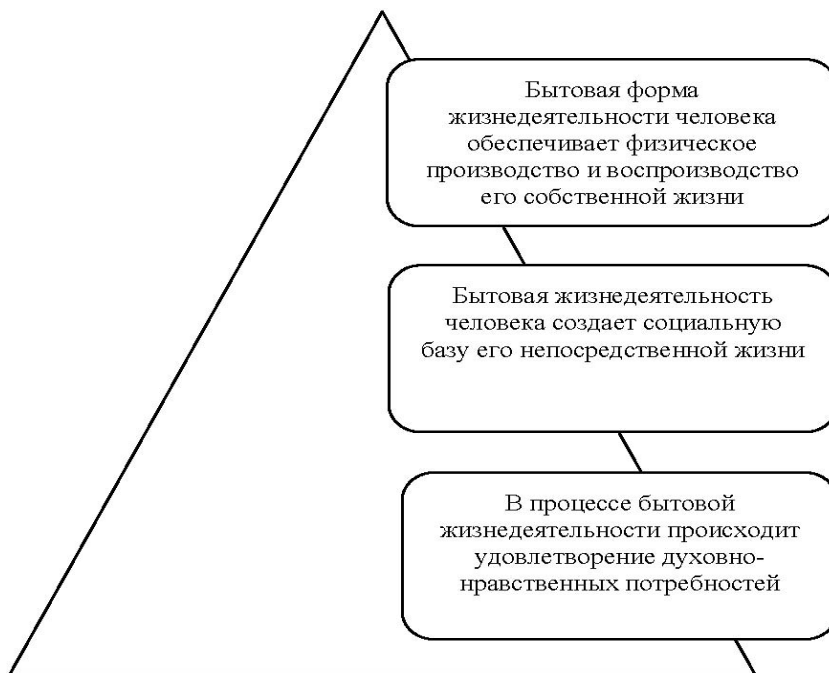 Бытовая форма
жизнедеятельности человека
обеспечивает физическое
производство и воспроизводство
его собственной жизни
Бытовая жизнедеятельность
человека создает социальную
базу его непосредственной жизни
В процессе бытовой
жизнедеятельности происходит
удовлетворение духовно-
нравственных потребностей